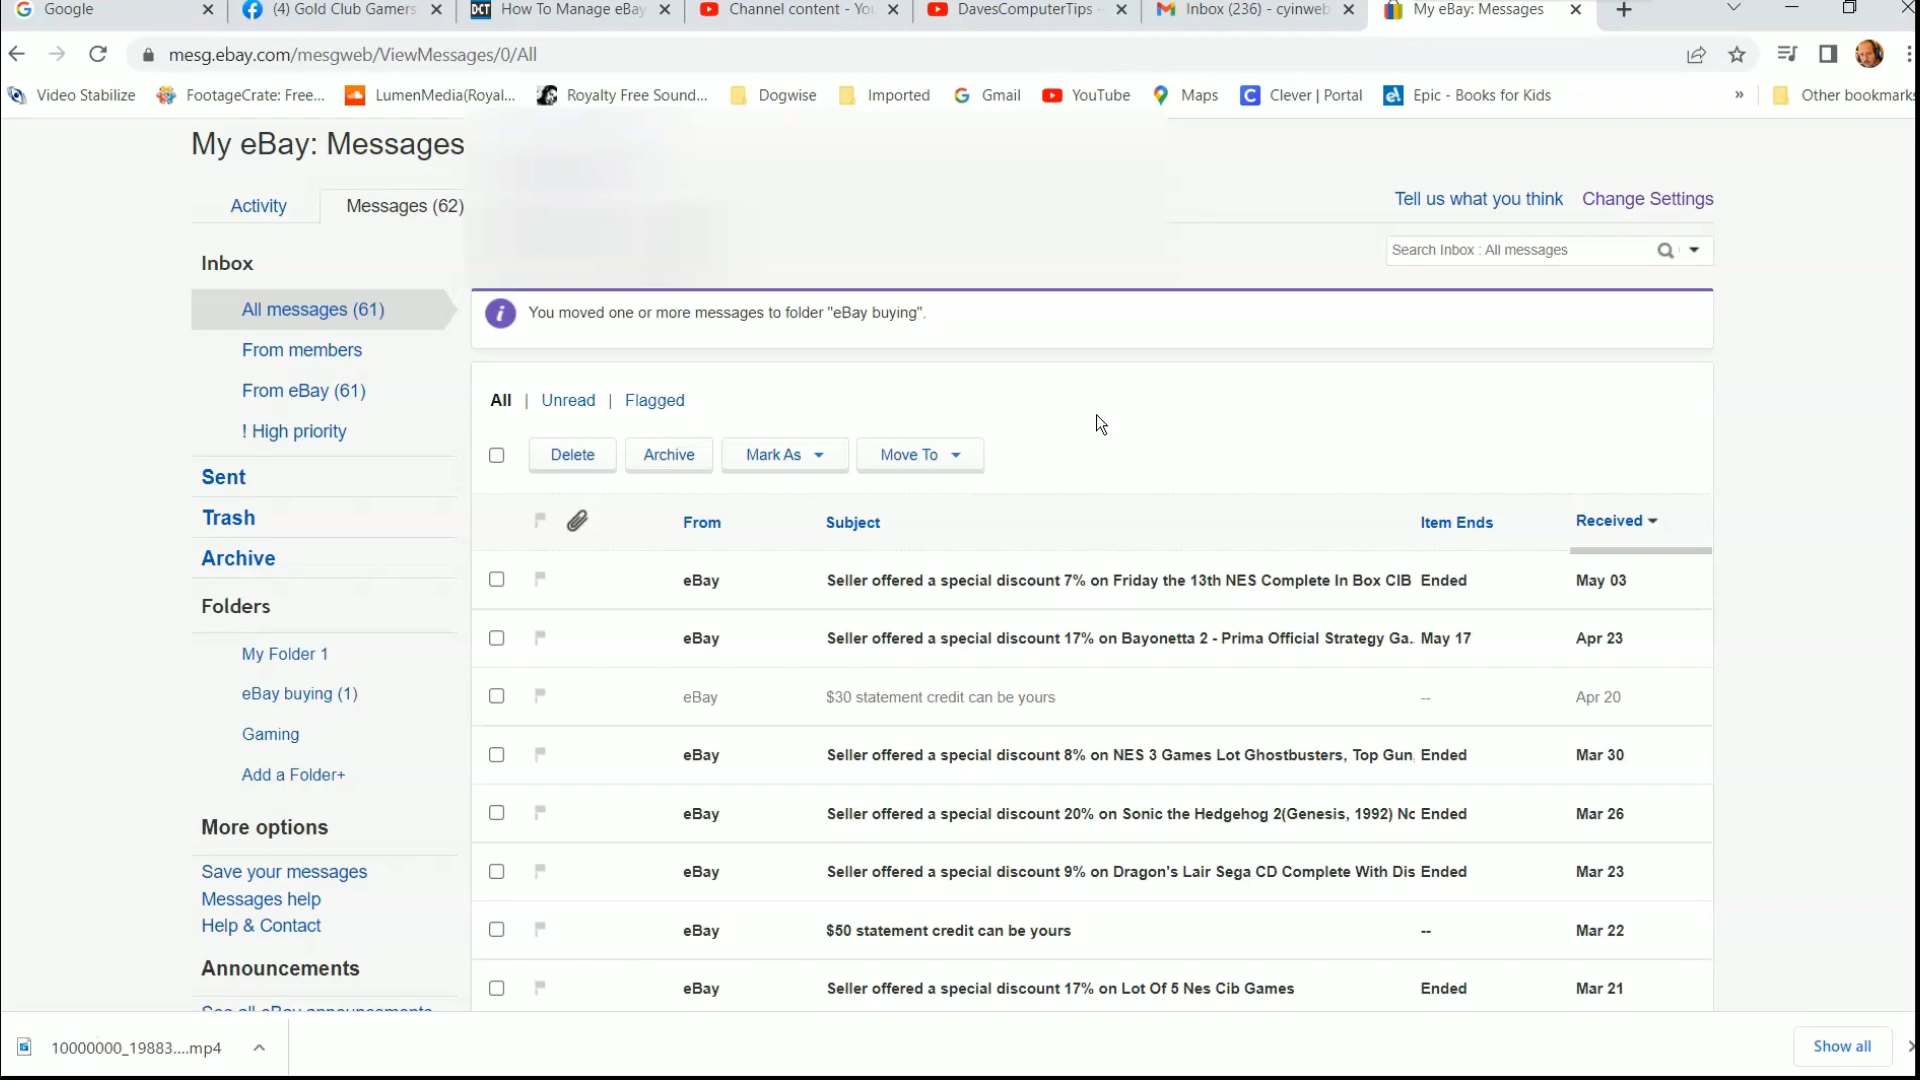 Google
(4) Gold Club Gamers
DCT How To Manage eBay
Channel content - You
DavesComputerTips -
Inbox (236) - cyinweb
My eBay: Messages
mesg.ebay.com/mesgweb/ViewMessages/0/All
Video Stabilize
FootageCrate: Free...
LumenMedia(Royal...
Royalty Free Sound...
Dogwise
Imported
Gmail
YouTube
Maps
Clever | Portal
Epic - Books for Kids
»
Other bookmarks
My eBay: Messages
Activity
Messages (62)
Tell us what you think
Change Settings
Search Inbox : All messages
Inbox
All messages (61)
From members
From eBay (61)
! High priority
Sent
Trash
Archive
Folders
My Folder 1
eBay buying (1)
Gaming
Add a Folder+
More options
Save your messages
Messages help
Help & Contact
Announcements
See all eBay announcements
You moved one or more messages to folder "eBay buying".
All | Unread | Flagged
Delete Archive Mark As Move To
From Subject Item Ends Received
eBay Seller offered a special discount 7% on Friday the 13th NES Complete In Box CIB Ended May 03
eBay Seller offered a special discount 17% on Bayonetta 2 - Prima Official Strategy Ga.. May 17 Apr 23
eBay $30 statement credit can be yours -- Apr 20
eBay Seller offered a special discount 8% on NES 3 Games Lot Ghostbusters, Top Gun, Ended Mar 30
eBay Seller offered a special discount 20% on Sonic the Hedgehog 2(Genesis, 1992) Nc Ended Mar 26
eBay Seller offered a special discount 9% on Dragon's Lair Sega CD Complete With Dis Ended Mar 23
eBay $50 statement credit can be yours -- Mar 22
eBay Seller offered a special discount 17% on Lot Of 5 Nes Cib Games Ended Mar 21
10000000_19883....mp4
Show all